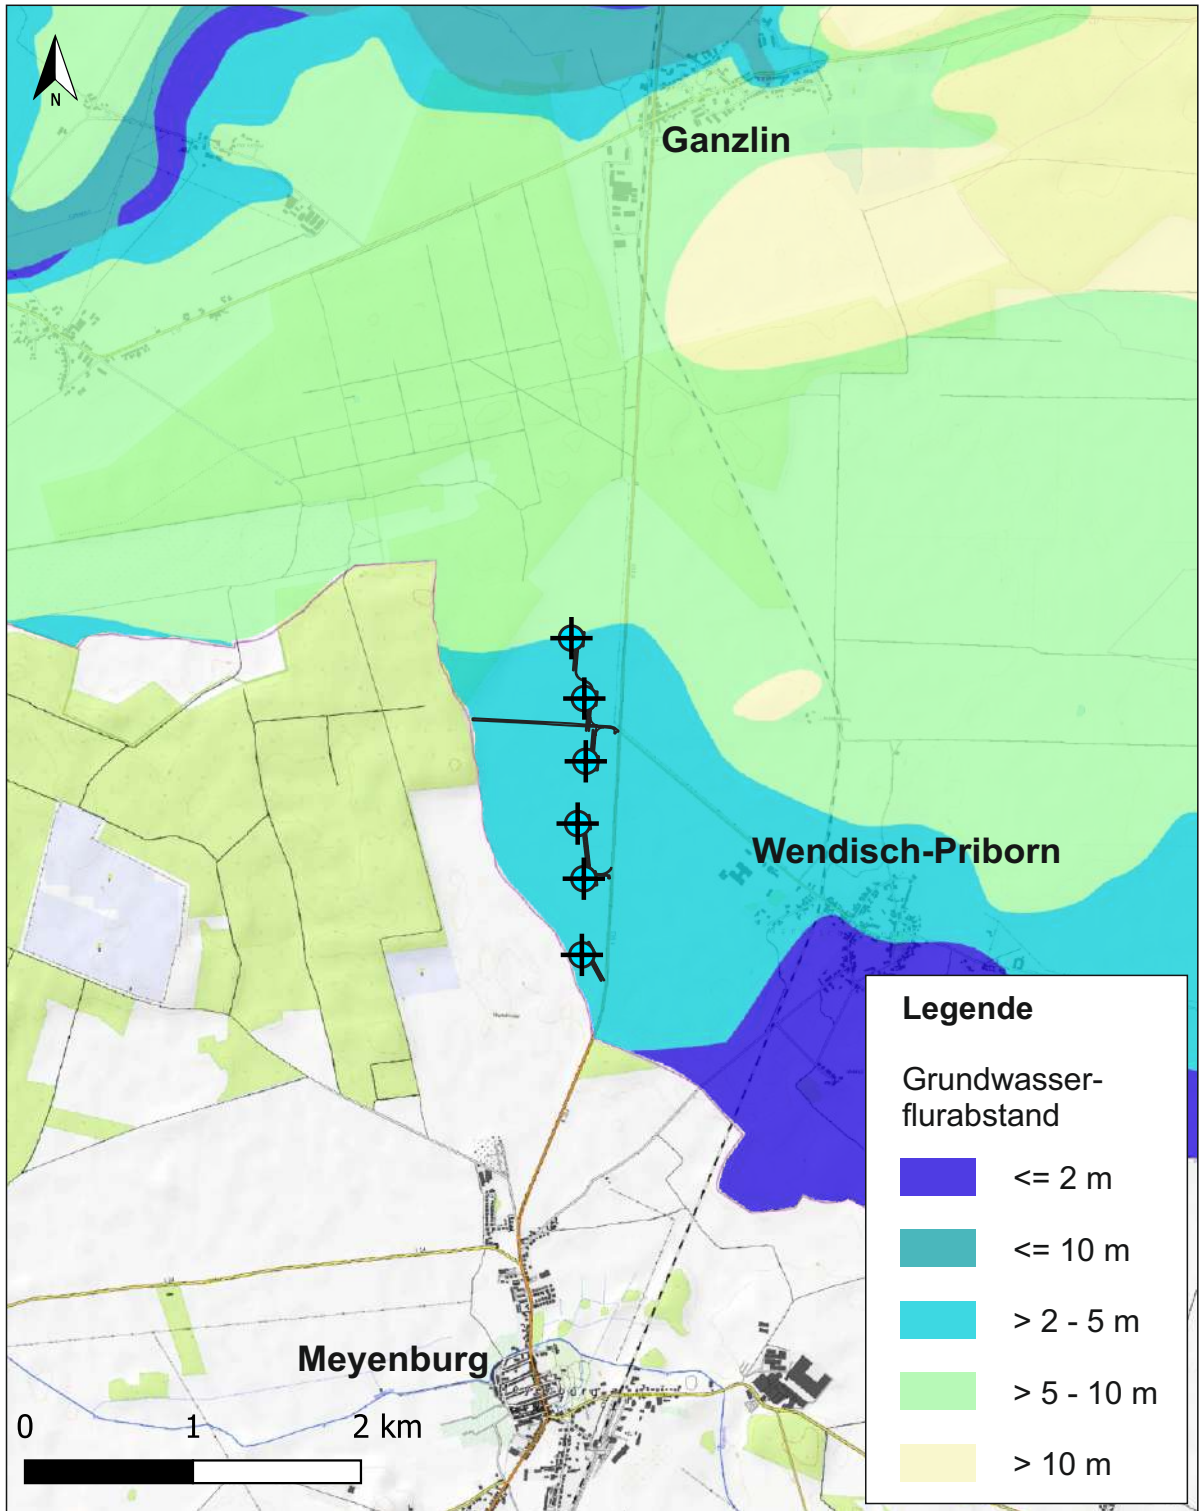 N
Ganzlin
Wendisch-Priborn
Meyenburg
0 1 2 km
Legende
Grundwasser-
flurabstand
<= 2 m
<= 10 m
> 2 - 5 m
> 5 - 10 m
> 10 m